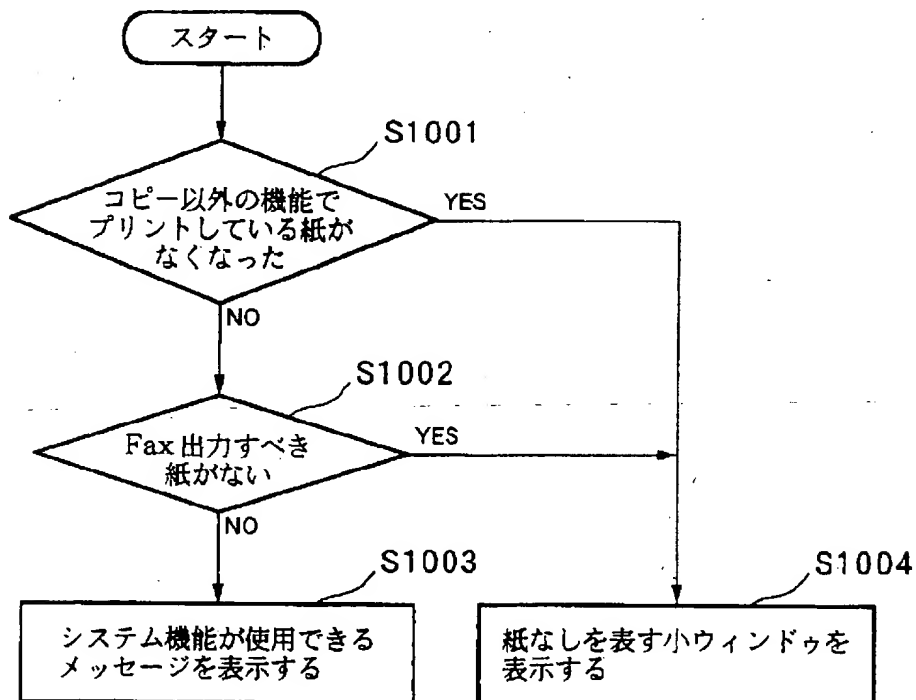 スタート
S1001
コピー以外の機能で
プリントしている紙が
なくなった
YES
NO
S1002
Fax 出力すべき
紙がない
YES
NO
S1003
システム機能が使用できる
メッセージを表示する
S1004
紙なしを表す小ウィンドゥを
表示する